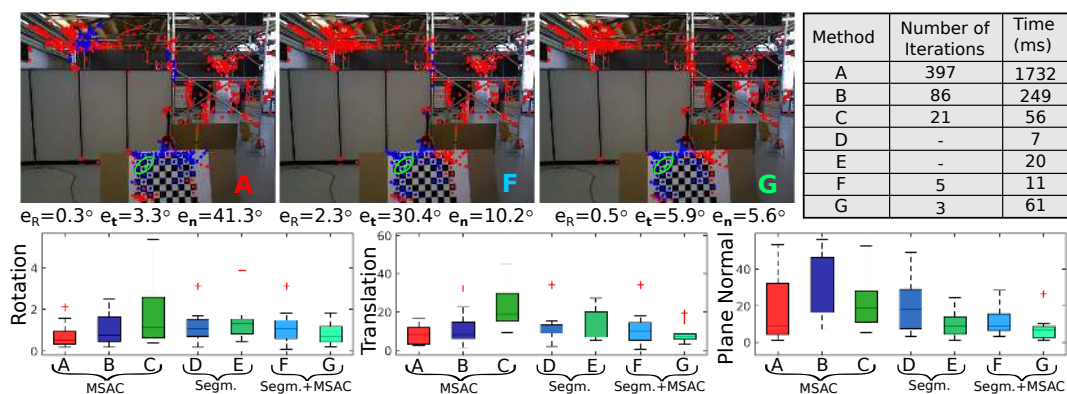 A
F
G
e_R=0.3° e_t=3.3° e_n=41.3°
e_R=2.3° e_t=30.4° e_n=10.2°
e_R=0.5° e_t=5.9° e_n=5.6°
Method Number of Iterations Time (ms)
A 397 1732
B 86 249
C 21 56
D - 7
E - 20
F 5 11
G 3 61
Rotation
4
2
0
A B C D E F G
MSAC Segm. Segm.+MSAC
Translation
60
40
20
0
A B C D E F G
MSAC Segm. Segm.+MSAC
Plane Normal
40
20
0
A B C D E F G
MSAC Segm. Segm.+MSAC